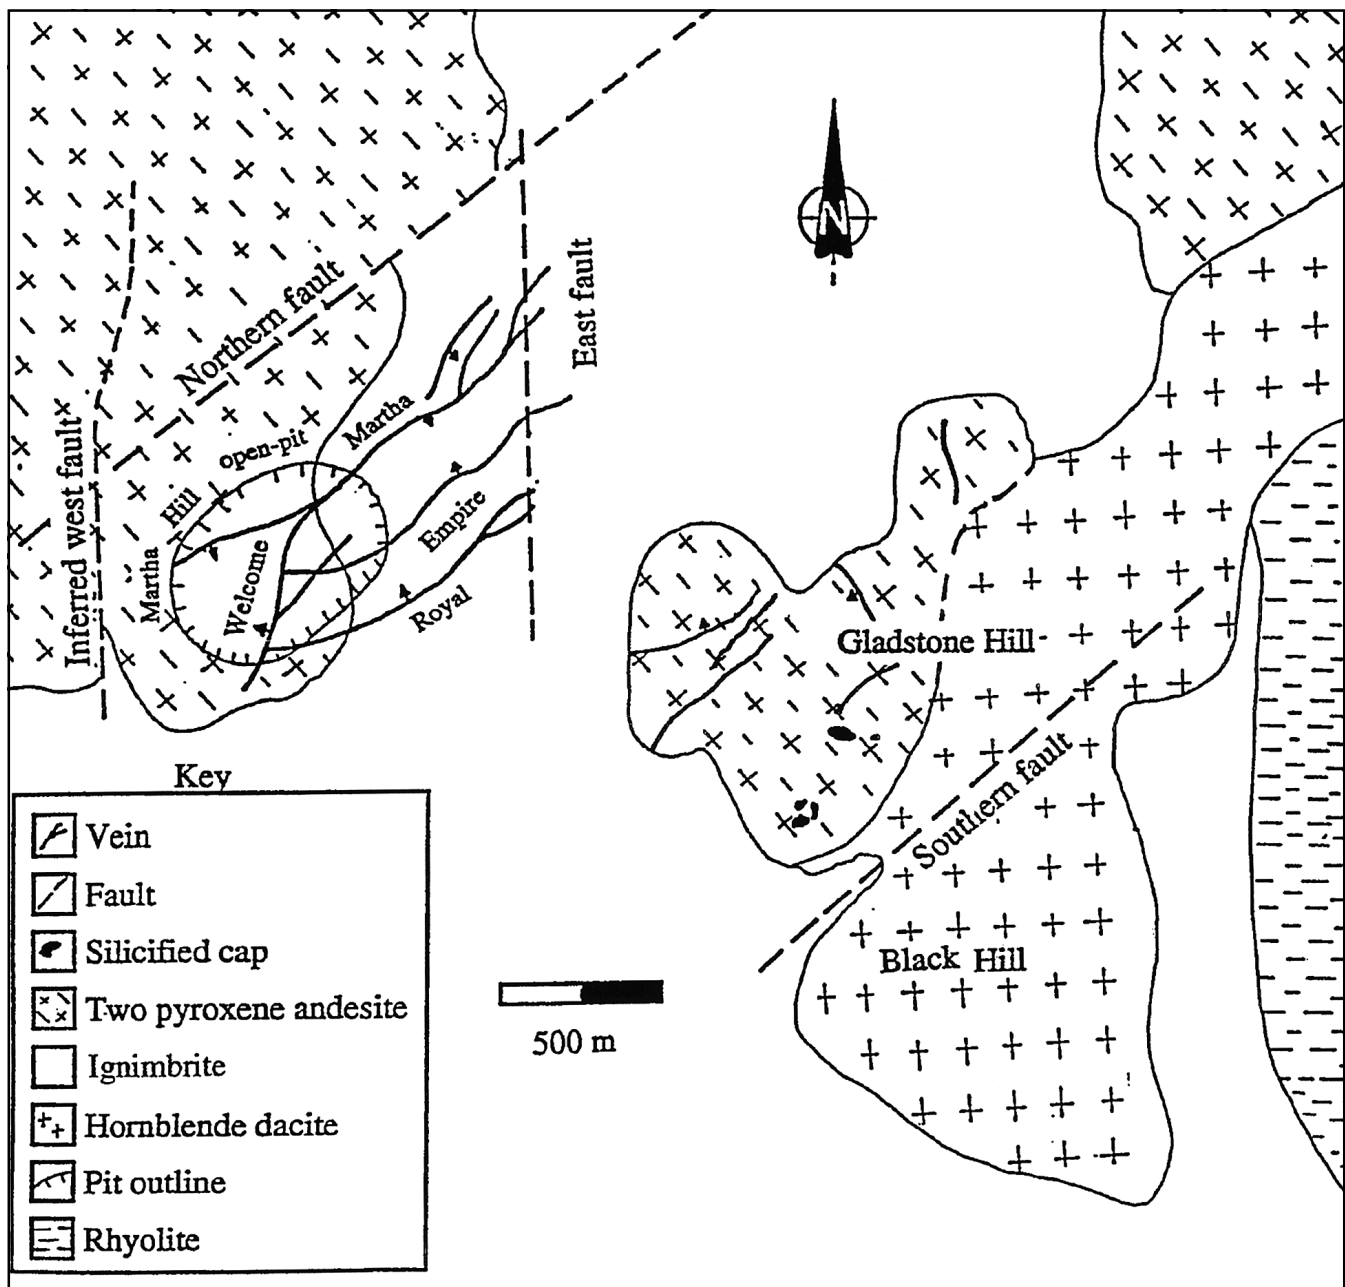 N
Northern fault
East fault
Inferred west fault
Martha
open-pit
Martha Hill
Welcome
Empire
Royal
Gladstone Hill
Southern fault
Black Hill
500 m
Key
Vein
Fault
Silicified cap
Two pyroxene andesite
Ignimbrite
Hornblende dacite
Pit outline
Rhyolite